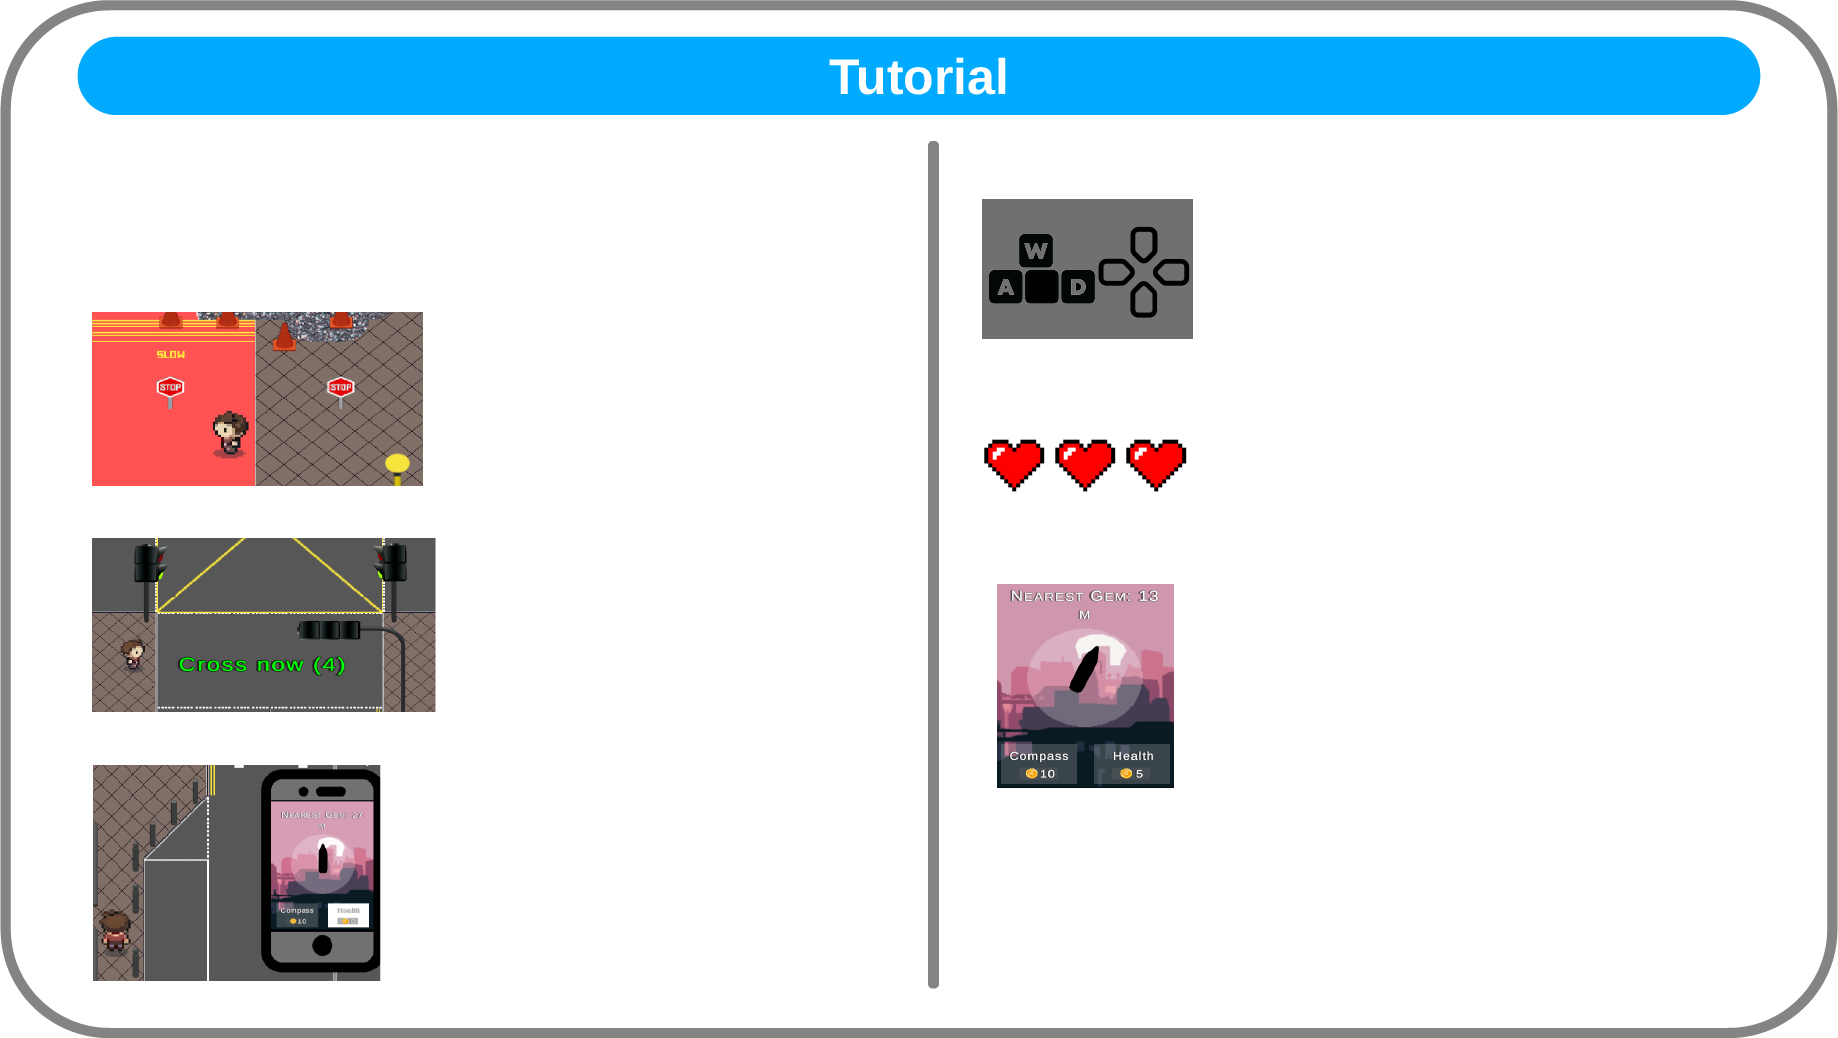 Tutorial
SLOW
STOP
STOP
Cross now (4)
NEAREST GEM: 27
M
Compass
Health
10
W
A
D
NEAREST GEM: 13
M
Compass
Health
10
5